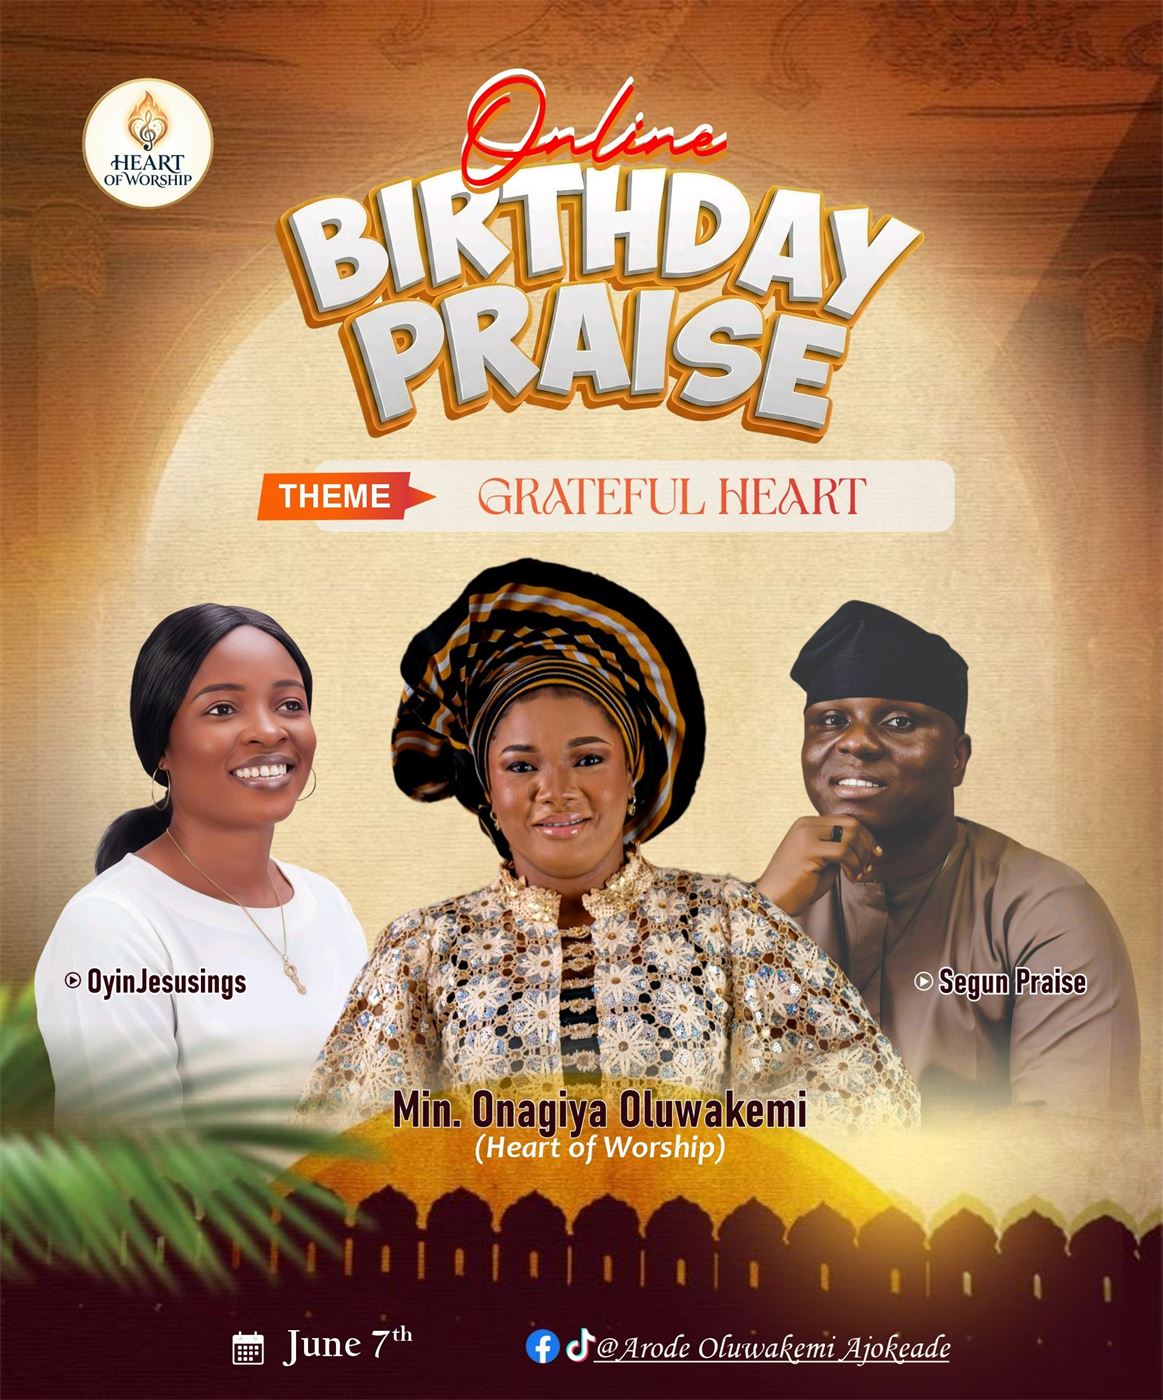 HEART
OF WORSHIP
Online
BIRTHDAY
PRAISE
THEME GRATEFUL HEART
OyinJesusings
Segun Praise
Min. Onagiya Oluwakemi
(Heart of Worship)
June 7th
@Arode Oluwakemi Ajokeade